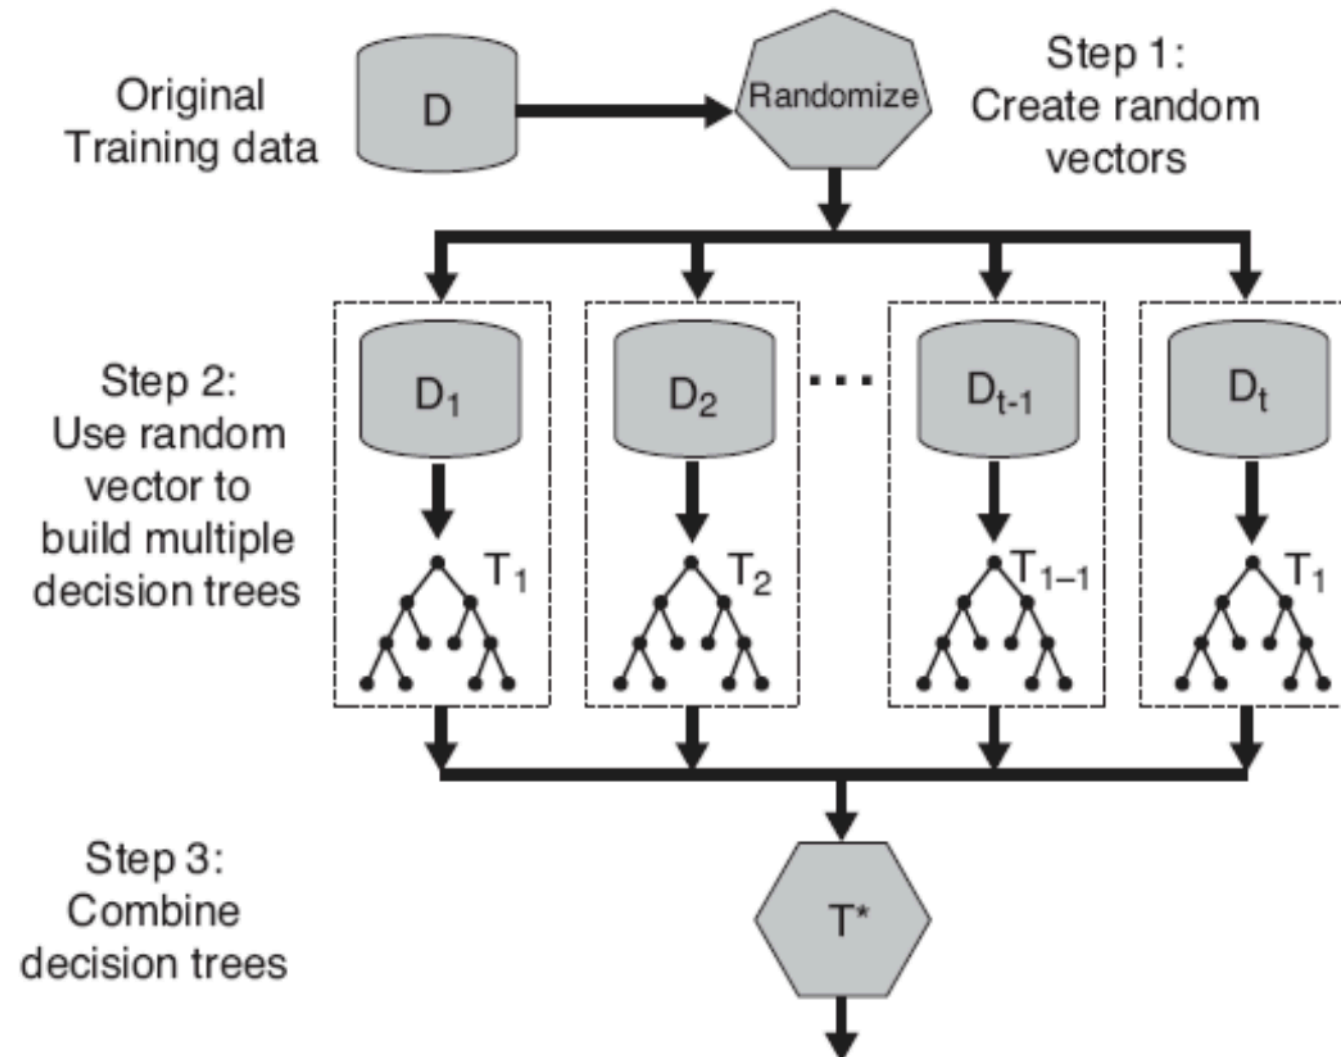 Original
Training data
D
Randomize
Step 1:
Create random
vectors
Step 2:
Use random
vector to
build multiple
decision trees
D₁
D₂
...
Dₜ₋₁
Dₜ
T₁
T₂
T₁₋₁
T₁
Step 3:
Combine
decision trees
T*